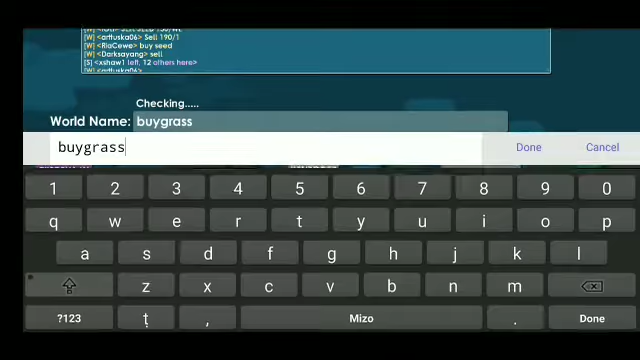 [W] <arttuska06> Sell 190/1
[W] <RiaCewe> buy seed
[W] <Darksayang> sell
[S] <xshaw1 left, 12 others here>
[W] <arttuska06>
Checking.....
World Name: buygrass
buygrass Done Cancel
1 2 3 4 5 6 7 8 9 0
q w e r t y u i o p
a s d f g h j k l
z x c v b n m
?123 ṭ , Mizo . Done